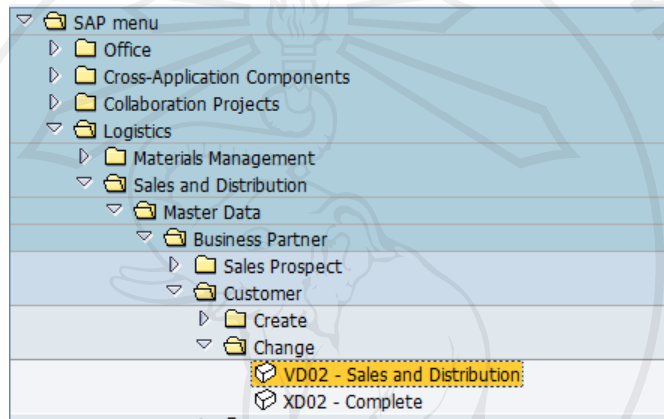 SAP menu
Office
Cross-Application Components
Collaboration Projects
Logistics
Materials Management
Sales and Distribution
Master Data
Business Partner
Sales Prospect
Customer
Create
Change
VD02 - Sales and Distribution
XD02 - Complete